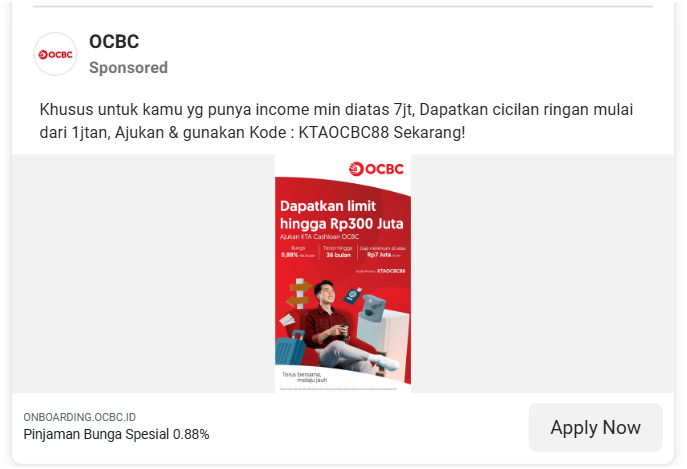 OCBC
OCBC
Sponsored
Khusus untuk kamu yg punya income min diatas 7jt, Dapatkan cicilan ringan mulai
dari 1jtan, Ajukan & gunakan Kode : KTAOCBC88 Sekarang!
OCBC
Dapatkan limit
hingga Rp300 Juta
Ajukan KTA Cashloan OCBC
Bunga
0,88%
Tenor hingga
36 bulan
Gaji minimum di atas
Rp7 Juta
KTAOCBC88
Terus bersama,
melaju jauh
ONBOARDING.OCBC.ID
Pinjaman Bunga Spesial 0.88%
Apply Now